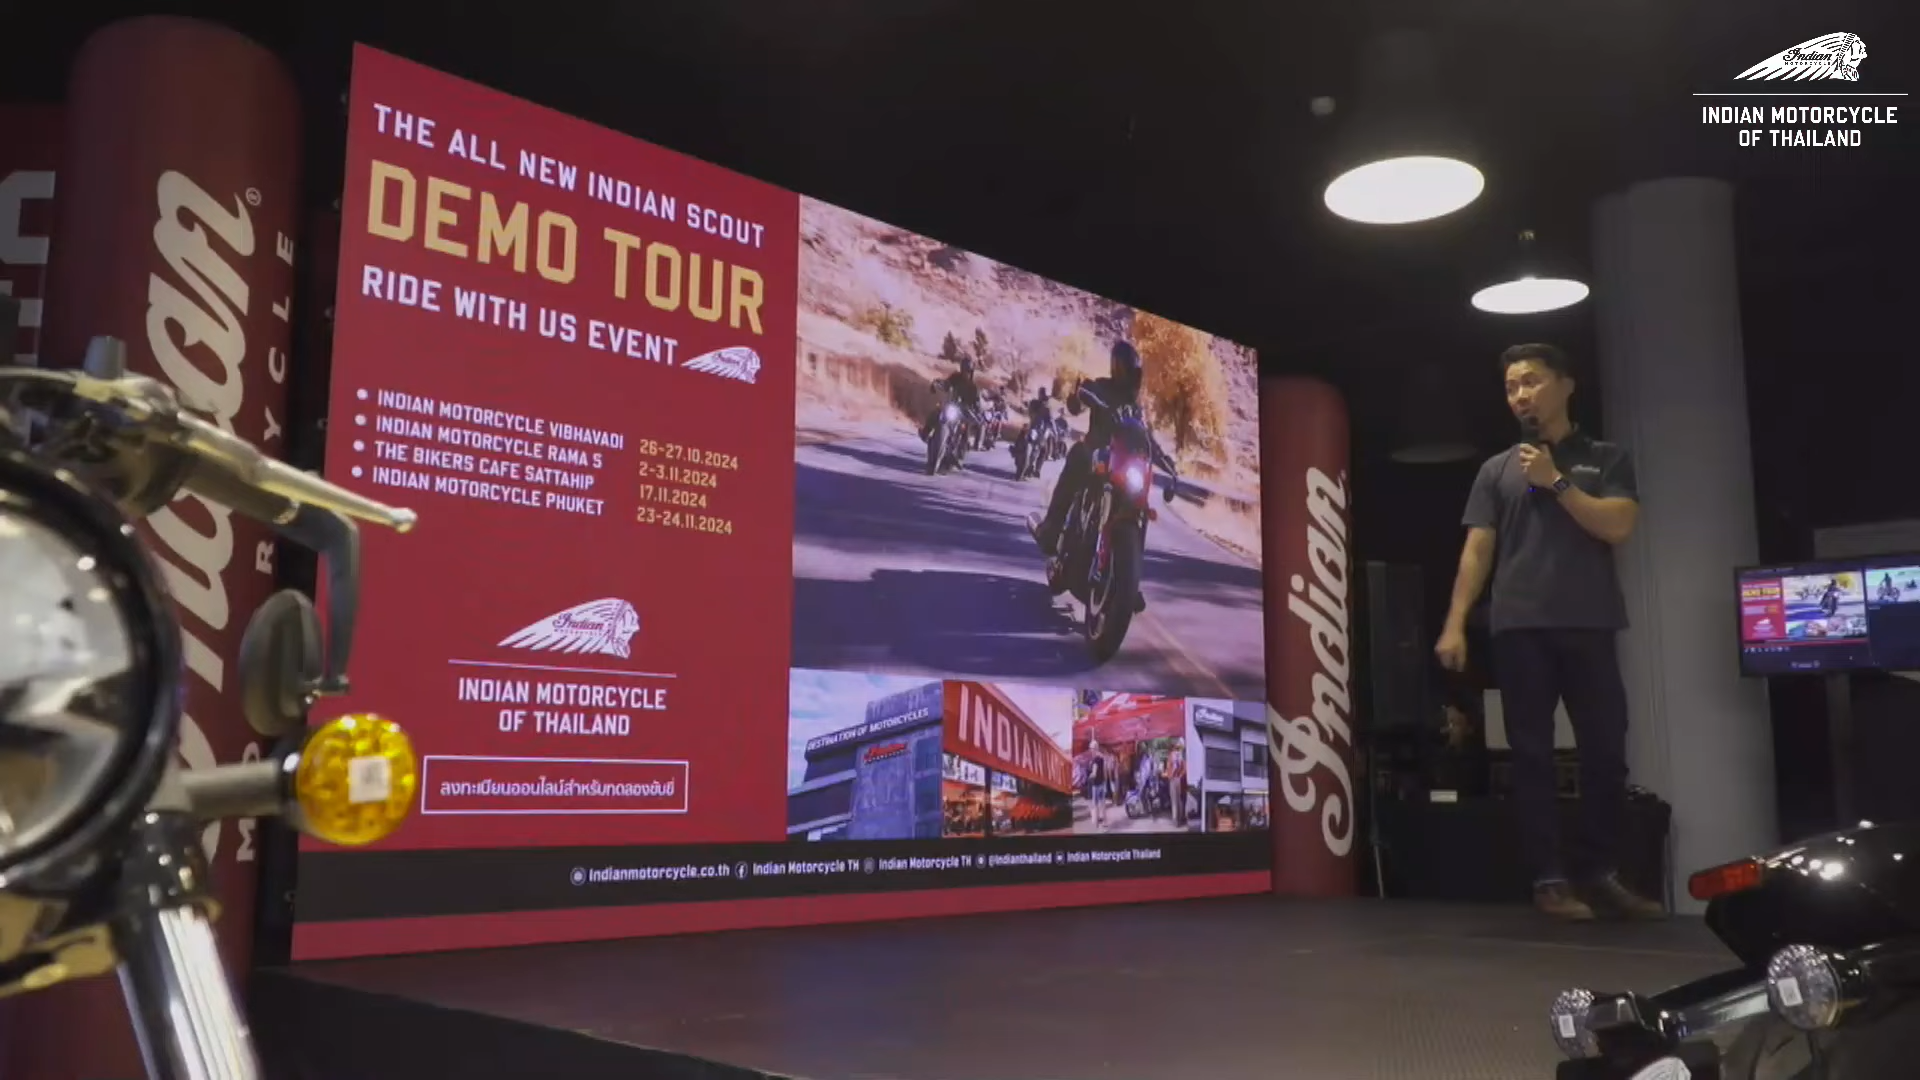 INDIAN MOTORCYCLE
OF THAILAND
THE ALL NEW INDIAN SCOUT
DEMO TOUR
RIDE WITH US EVENT
INDIAN MOTORCYCLE VIBHAVADI 26-27.10.2024
INDIAN MOTORCYCLE RAMA 5 2-3.11.2024
THE BIKERS CAFE SATTAHIP 17.11.2024
INDIAN MOTORCYCLE PHUKET 23-24.11.2024
Indian
MOTORCYCLE
INDIAN MOTORCYCLE
OF THAILAND
ลงทะเบียนออนไลน์สำหรับทดลองขับขี่
DESTINATION OF MOTORCYCLES
INDIAN
Indianmotorcycle.co.th Indian Motorcycle TH Indian Motorcycle TH @indianthailand Indian Motorcycle Thailand
Indian
Indian
DEMO TOUR